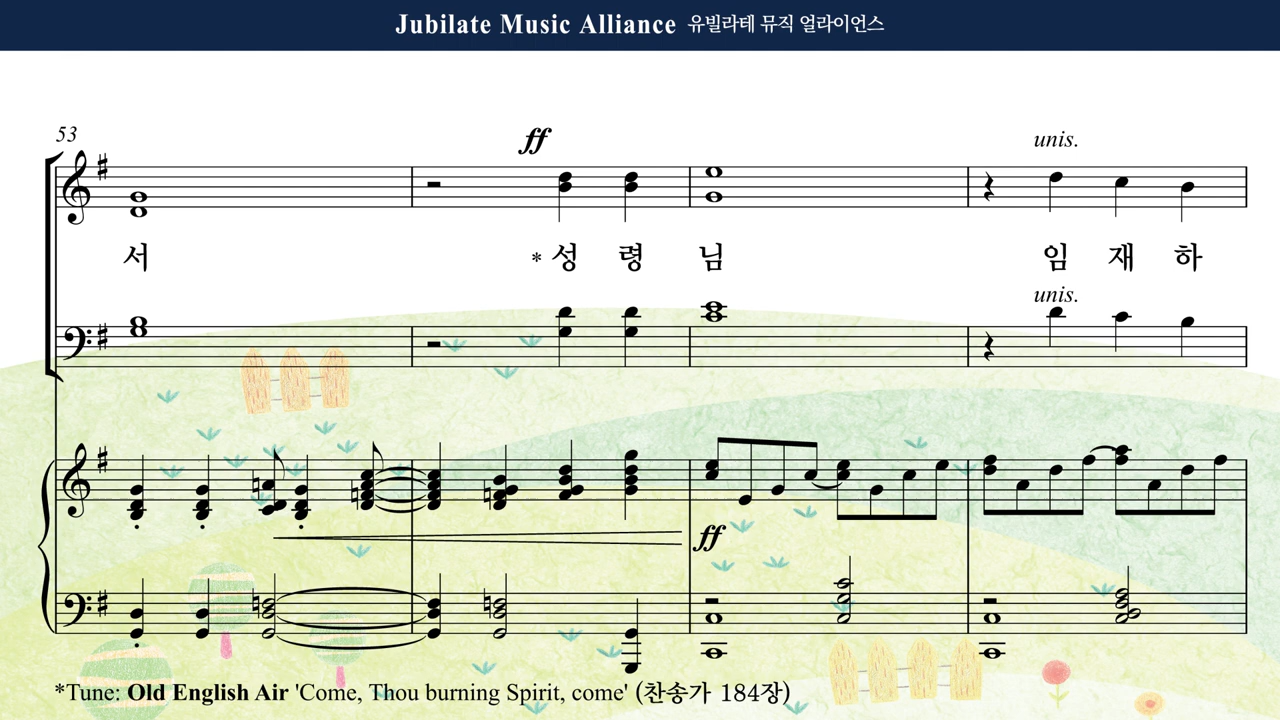 Jubilate Music Alliance 유빌라테 뮤직 얼라이언스
53
ff
unis.
서 *성 령 님 임 재 하
unis.
ff
*Tune: Old English Air 'Come, Thou burning Spirit, come' (찬송가 184장)